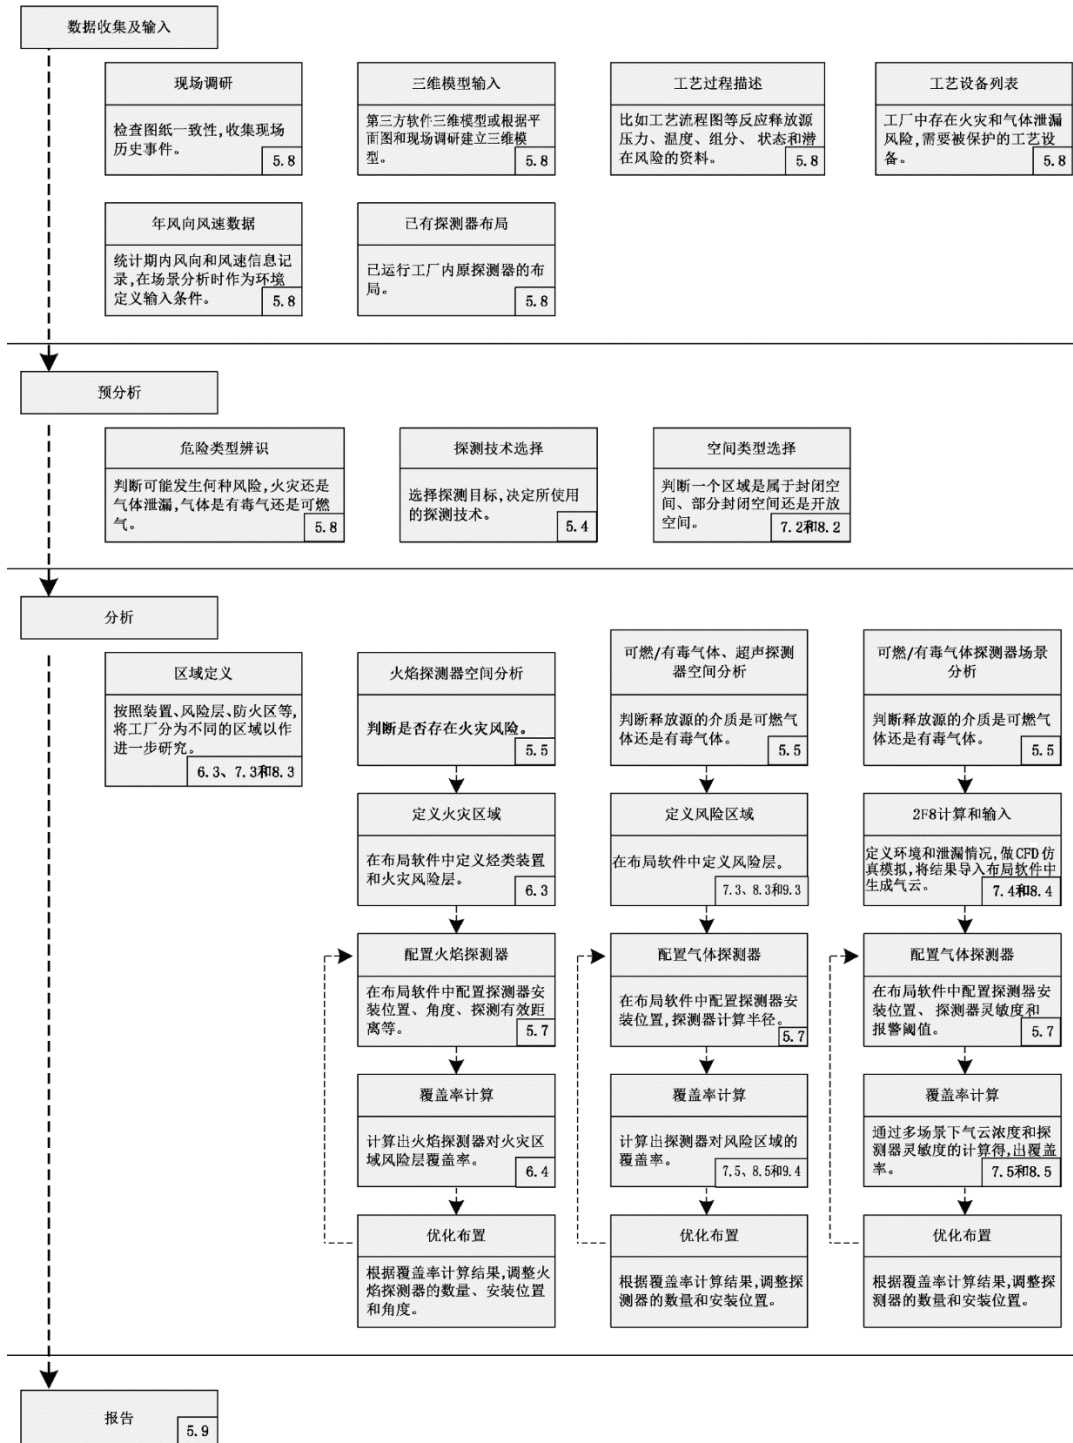 数据收集及输入
现场调研
检查图纸一致性,收集现场
历史事件。
5.8
三维模型输入
第三方软件三维模型或根据平
面图和现场调研建立三维模
型。
5.8
工艺过程描述
比如工艺流程图等反应释放源
压力、温度、组分、状态和潜
在风险的资料。
5.8
工艺设备列表
工厂中存在火灾和气体泄漏
风险,需要被保护的工艺设
备。
5.8
年风向风速数据
统计期内风向和风速信息记
录,在场景分析时作为环境
定义输入条件。
5.8
已有探测器布局
已运行工厂内原探测器的布
局。
5.8
预分析
危险类型辨识
判断可能发生何种风险,火灾还是
气体泄漏,气体是有毒气还是可燃
气。
5.8
探测技术选择
选择探测目标,决定所使用
的探测技术。
5.4
空间类型选择
判断一个区域是属于封闭空
间、部分封闭空间还是开放
空间。
7.2和8.2
分析
区域定义
按照装置、风险层、防火区等,
将工厂分为不同的区域以作
进一步研究。
6.3、7.3和8.3
火焰探测器空间分析
判断是否存在火灾风险。
5.5
定义火灾区域
在布局软件中定义烃类装置
和火灾风险层。
6.3
配置火焰探测器
在布局软件中配置探测器安
装位置、角度、探测有效距
离等。
5.7
覆盖率计算
计算出火焰探测器对火灾区
域风险层覆盖率。
6.4
优化布置
根据覆盖率计算结果,调整火
焰探测器的数量、安装位置
和角度。
可燃/有毒气体、超声探测
器空间分析
判断释放源的介质是可燃气
体还是有毒气体。
5.5
定义风险区域
在布局软件中定义风险层。
7.3、8.3和9.3
配置气体探测器
在布局软件中配置探测器安
装位置,探测器计算半径。
5.7
覆盖率计算
计算出探测器对风险区域的
覆盖率。
7.5、8.5和9.4
优化布置
根据覆盖率计算结果,调整探
测器的数量和安装位置。
可燃/有毒气体探测器场景
分析
判断释放源的介质是可燃气
体还是有毒气体。
5.5
2F8计算和输入
定义环境和泄漏情况,做CFD仿
真模拟,将结果导入布局软件中
生成气云。
7.4和8.4
配置气体探测器
在布局软件中配置探测器安
装位置、探测器灵敏度和
报警阈值。
5.7
覆盖率计算
通过多场景下气云浓度和探
测器灵敏度的计算得,出覆盖
率。
7.5和8.5
优化布置
根据覆盖率计算结果,调整探
测器的数量和安装位置。
报告
5.9